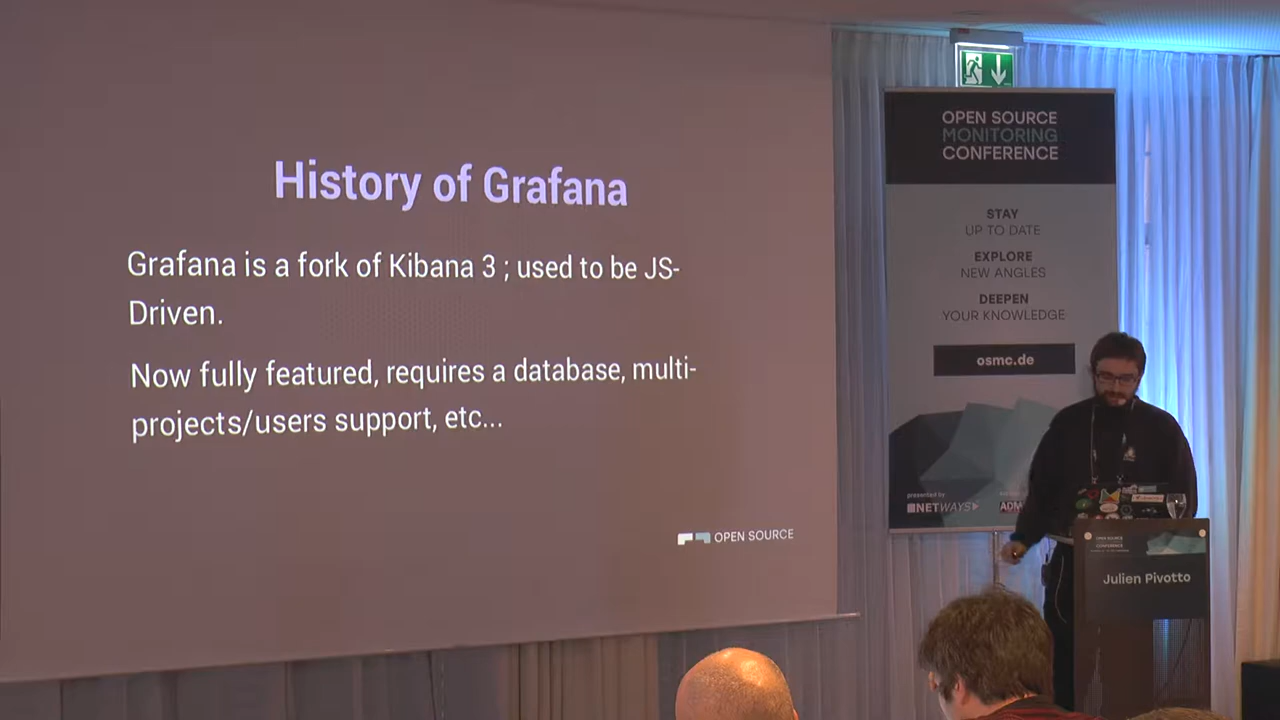 History of Grafana
Grafana is a fork of Kibana 3 ; used to be JS-
Driven.
Now fully featured, requires a database, multi-
projects/users support, etc...
OPEN SOURCE
OPEN SOURCE
MONITORING
CONFERENCE
STAY
UP TO DATE
EXPLORE
NEW ANGLES
DEEPEN
YOUR KNOWLEDGE
osmc.de
presented by
NETWAYS
ADM
Julien Pivotto